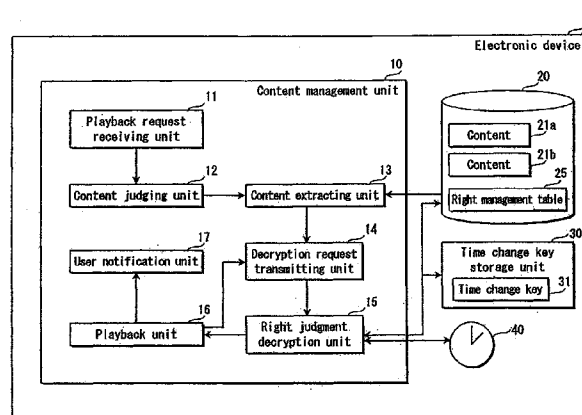 Electronic device
10
Content management unit
11
Playback request
receiving unit
12
Content judging unit
13
Content extracting unit
14
Decryption request
transmitting unit
17
User notification unit
16
Playback unit
15
Right judgment
decryption unit
20
Content
21a
Content
21b
25
Right management table
30
Time change key
storage unit
Time change key
31
40